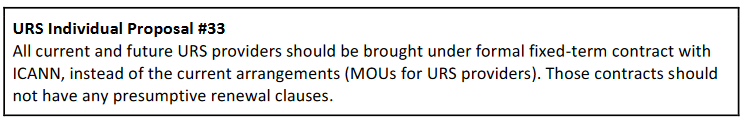 URS Individual Proposal #33
All current and future URS providers should be brought under formal fixed-term contract with
ICANN, instead of the current arrangements (MOUs for URS providers). Those contracts should
not have any presumptive renewal clauses.